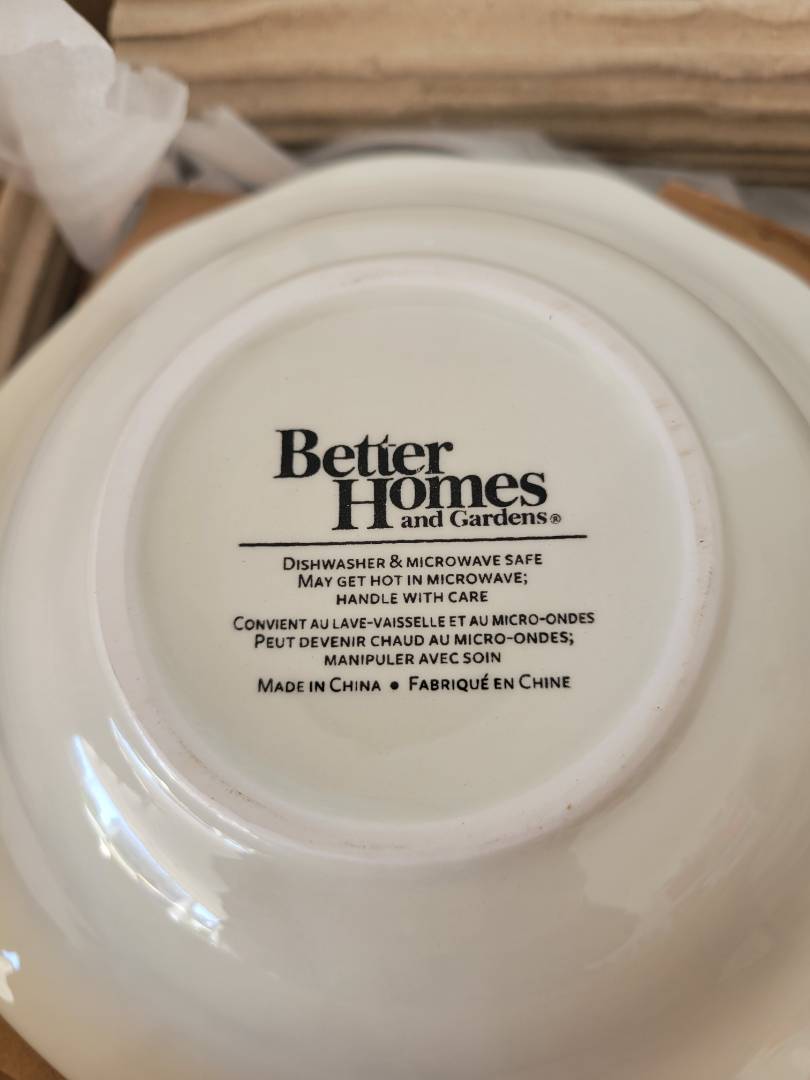 Better
Homes
and Gardens®
DISHWASHER & MICROWAVE SAFE
MAY GET HOT IN MICROWAVE;
HANDLE WITH CARE
CONVIENT AU LAVE-VAISSELLE ET AU MICRO-ONDES
PEUT DEVENIR CHAUD AU MICRO-ONDES;
MANIPULER AVEC SOIN
MADE IN CHINA • FABRIQUÉ EN CHINE